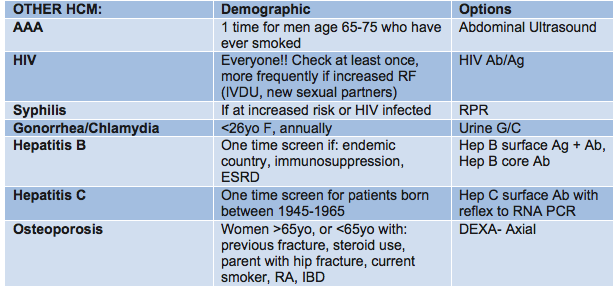 OTHER HCM: Demographic Options
AAA 1 time for men age 65-75 who have Abdominal Ultrasound
ever smoked
HIV Everyone!! Check at least once, HIV Ab/Ag
more frequently if increased RF
(IVDU, new sexual partners)
Syphilis If at increased risk or HIV infected RPR
Gonorrhea/Chlamydia <26yo F, annually Urine G/C
Hepatitis B One time screen if: endemic Hep B surface Ag + Ab,
country, immunosuppression, Hep B core Ab
ESRD
Hepatitis C One time screen for patients born Hep C surface Ab with
between 1945-1965 reflex to RNA PCR
Osteoporosis Women >65yo, or <65yo with: DEXA- Axial
previous fracture, steroid use,
parent with hip fracture, current
smoker, RA, IBD